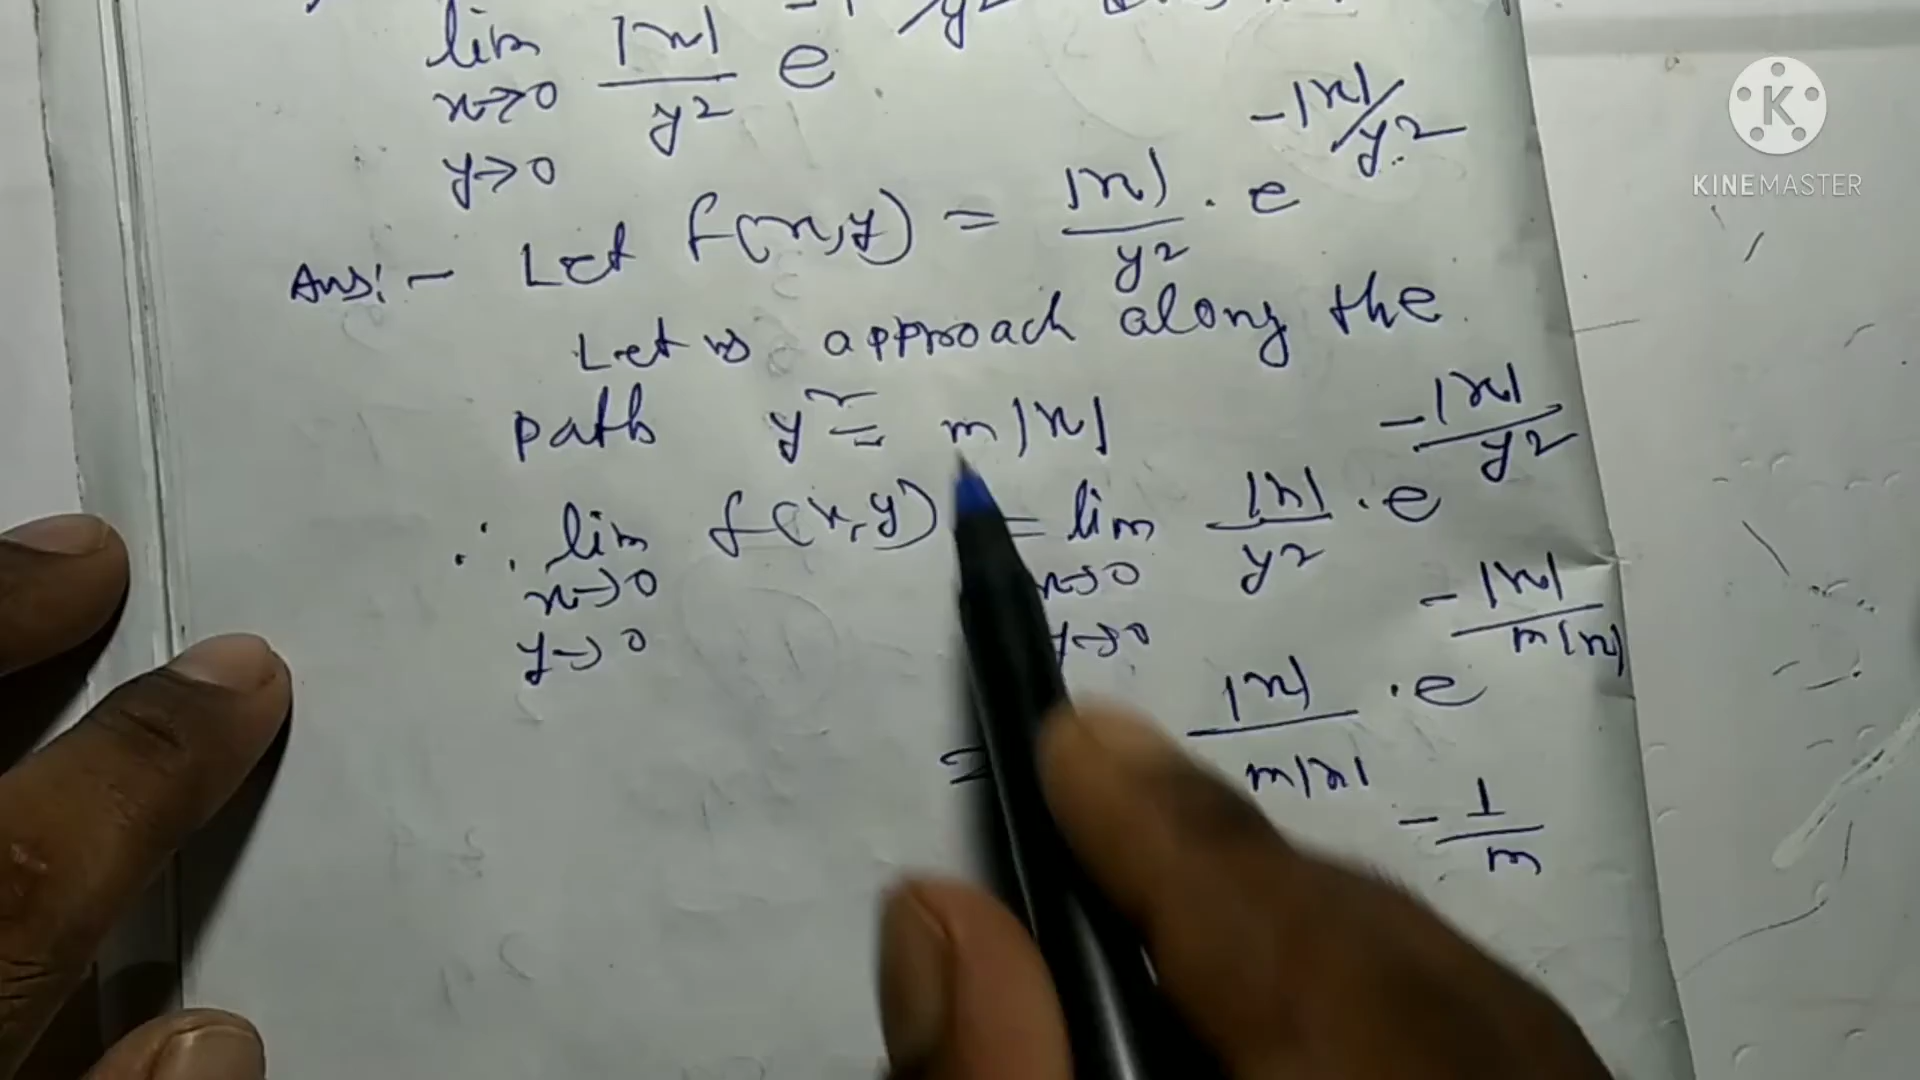 lim |x| / y² e^-|x|/y²
x→0
y→0
Ans:- Let f(x,y) = |x| / y² . e^-|x|/y²
Let us approach along the
path y² = m|x|
∴ lim f(x,y) = lim |x| / y² . e^-|x|/y²
x→0 x→0
y→0 y→0
= |x| / m|x| . e^-|x|/m|x|
-1/m
K
KINEMASTER